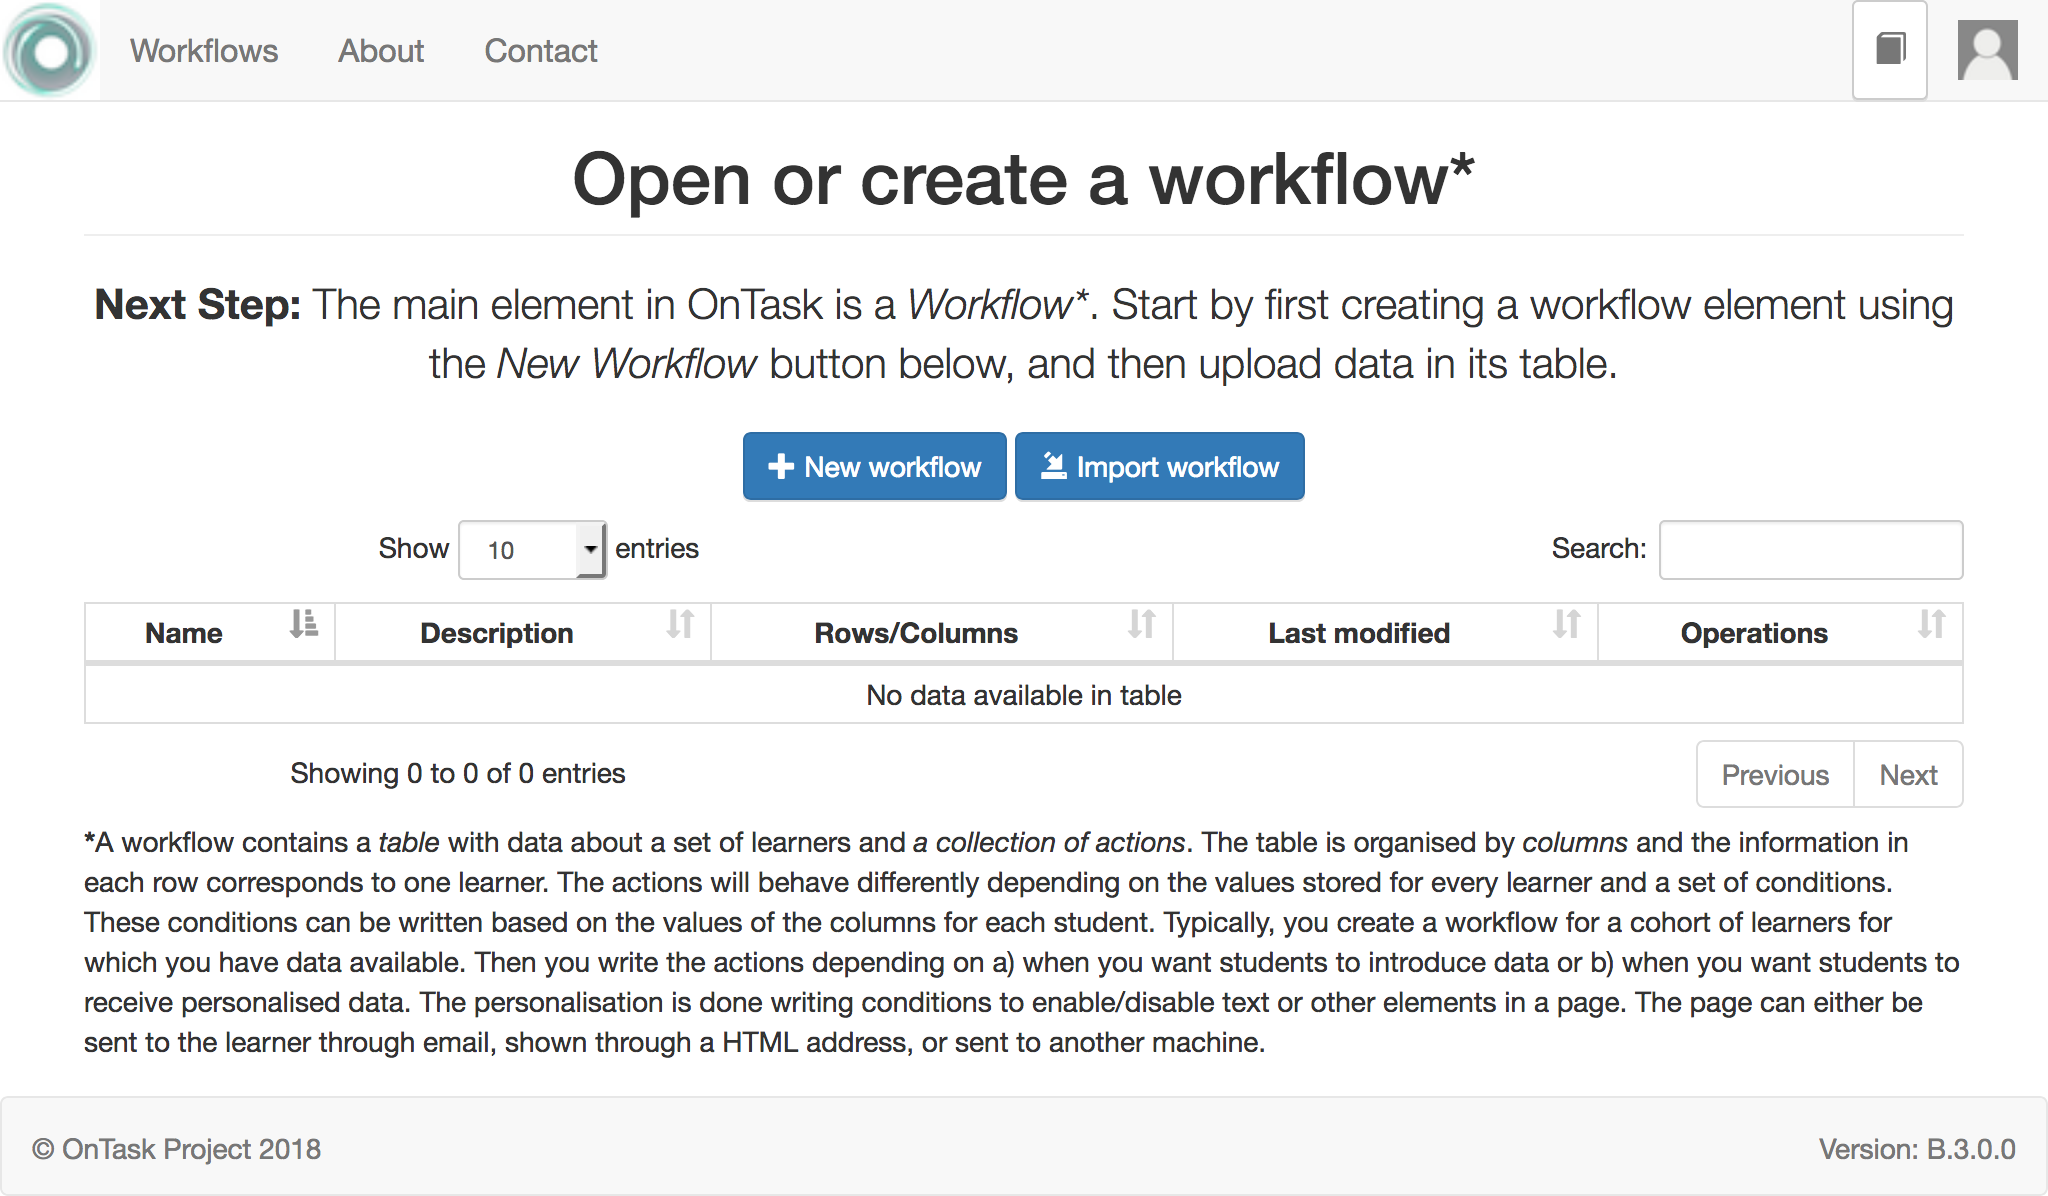 Workflows About Contact
Open or create a workflow*
Next Step: The main element in OnTask is a Workflow*. Start by first creating a workflow element using
the New Workflow button below, and then upload data in its table.
New workflow Import workflow
Show 10 entries Search:
Name Description Rows/Columns Last modified Operations
No data available in table
Showing 0 to 0 of 0 entries Previous Next
*A workflow contains a table with data about a set of learners and a collection of actions. The table is organised by columns and the information in
each row corresponds to one learner. The actions will behave differently depending on the values stored for every learner and a set of conditions.
These conditions can be written based on the values of the columns for each student. Typically, you create a workflow for a cohort of learners for
which you have data available. Then you write the actions depending on a) when you want students to introduce data or b) when you want students to
receive personalised data. The personalisation is done writing conditions to enable/disable text or other elements in a page. The page can either be
sent to the learner through email, shown through a HTML address, or sent to another machine.
© OnTask Project 2018 Version: B.3.0.0